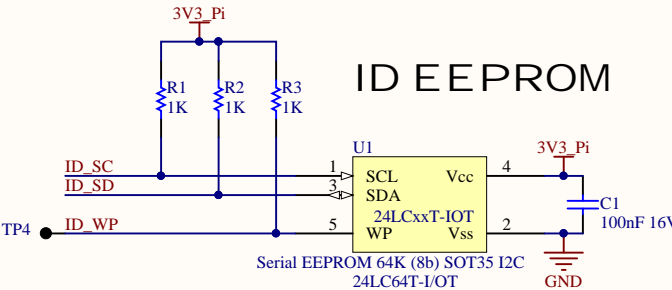 3V3_Pi
ID EEPROM
R1
1K
R2
1K
R3
1K
U1
3V3_Pi
ID_SC
1
SCL
Vcc
4
ID_SD
3
SDA
C1
100nF 16V
24LCxxT-IOT
TP4
ID_WP
5
WP
Vss
2
Serial EEPROM 64K (8b) SOT35 I2C
24LC64T-I/OT
GND